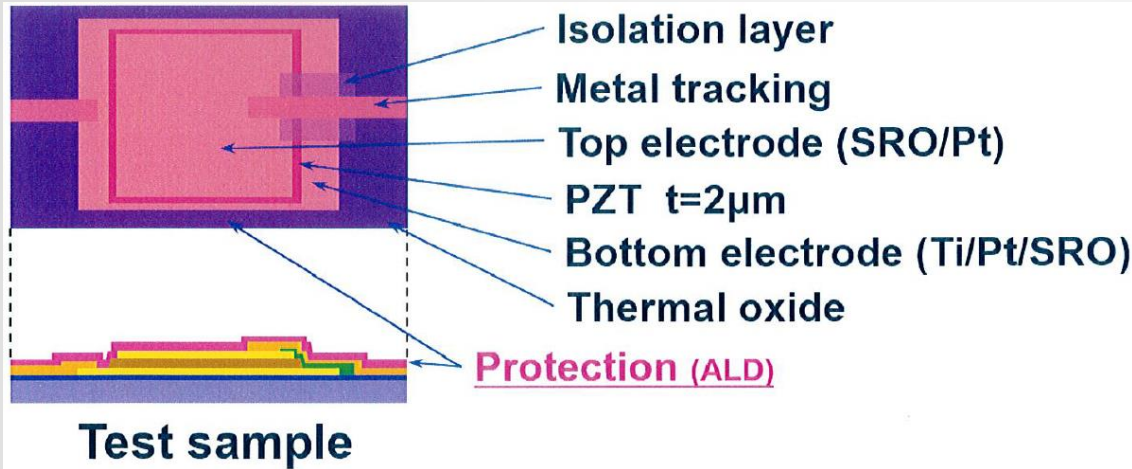 Isolation layer
Metal tracking
Top electrode (SRO/Pt)
PZT t=2μm
Bottom electrode (Ti/Pt/SRO)
Thermal oxide
Protection (ALD)
Test sample